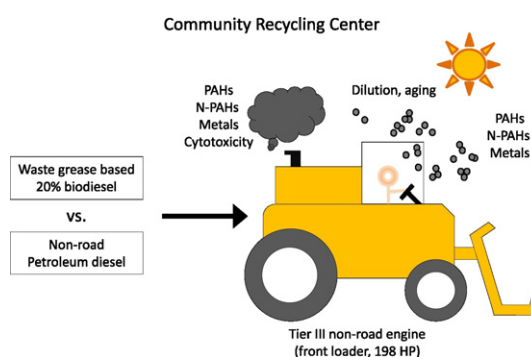 Community Recycling Center
PAHs
N-PAHs
Metals
Cytotoxicity
Dilution, aging
PAHs
N-PAHs
Metals
Waste grease based
20% biodiesel
vs.
Non-road
Petroleum diesel
Tier III non-road engine
(front loader, 198 HP)